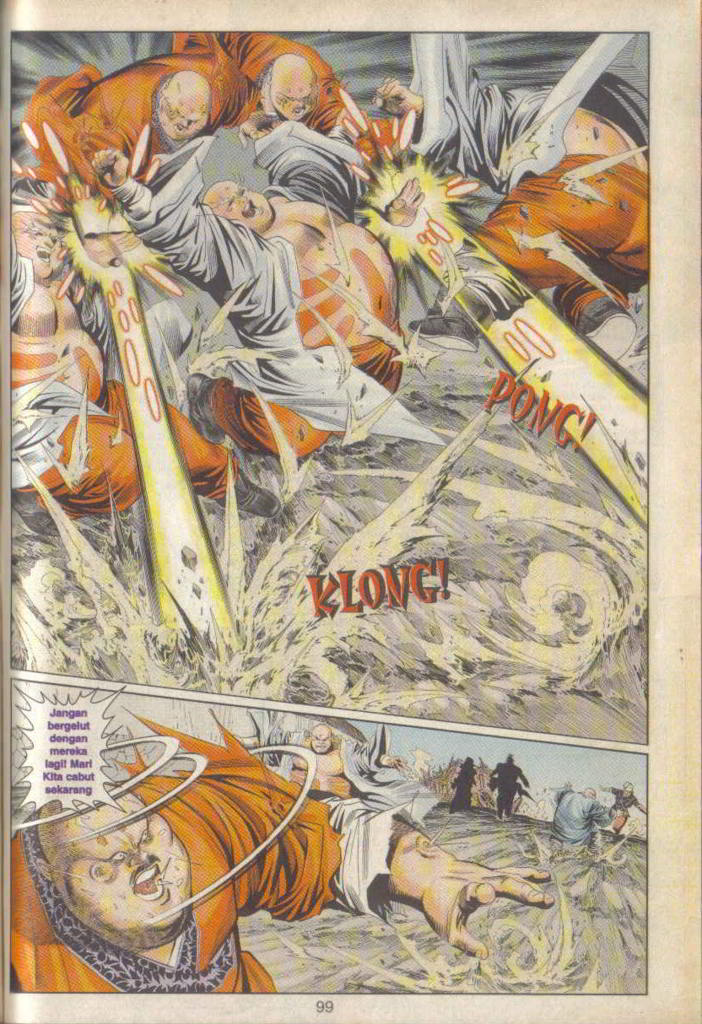 PONG!
KLONG!
Jangan
bergelut
dengan
mereka
lagi! Mari
Kita cabut
sekarang
99